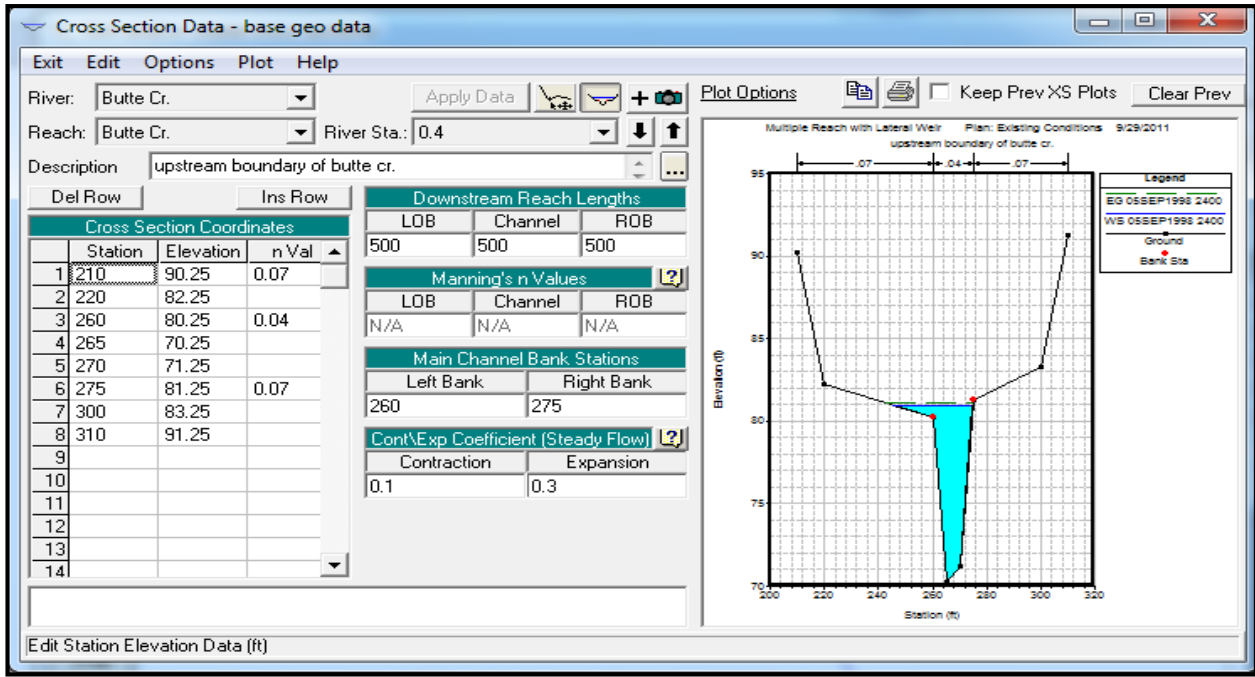 Cross Section Data - base geo data
Exit Edit Options Plot Help
River: Butte Cr. Apply Data + Plot Options Keep Prev XS Plots Clear Prev
Reach: Butte Cr. River Sta.: 0.4
Description upstream boundary of butte cr. ...
Del Row Ins Row
Cross Section Coordinates
Station Elevation n Val
1 210 90.25 0.07
2 220 82.25
3 260 80.25 0.04
4 265 70.25
5 270 71.25
6 275 81.25 0.07
7 300 83.25
8 310 91.25
9
10
11
12
13
14
Downstream Reach Lengths
LOB Channel ROB
500 500 500
Manning's n Values
LOB Channel ROB
N/A N/A N/A
Main Channel Bank Stations
Left Bank Right Bank
260 275
Cont\Exp Coefficient (Steady Flow)
Contraction Expansion
0.1 0.3
Multiple Reach with Lateral Weir Plan: Existing Conditions 9/29/2011
upstream boundary of butte cr.
.07 .04 .07
95
90
85
80
75
70
Elevation (ft)
200 220 240 260 280 300 320
Station (ft)
Legend
EG 05SEP1998 2400
WS 05SEP1998 2400
Ground
Bank Sta
Edit Station Elevation Data (ft)